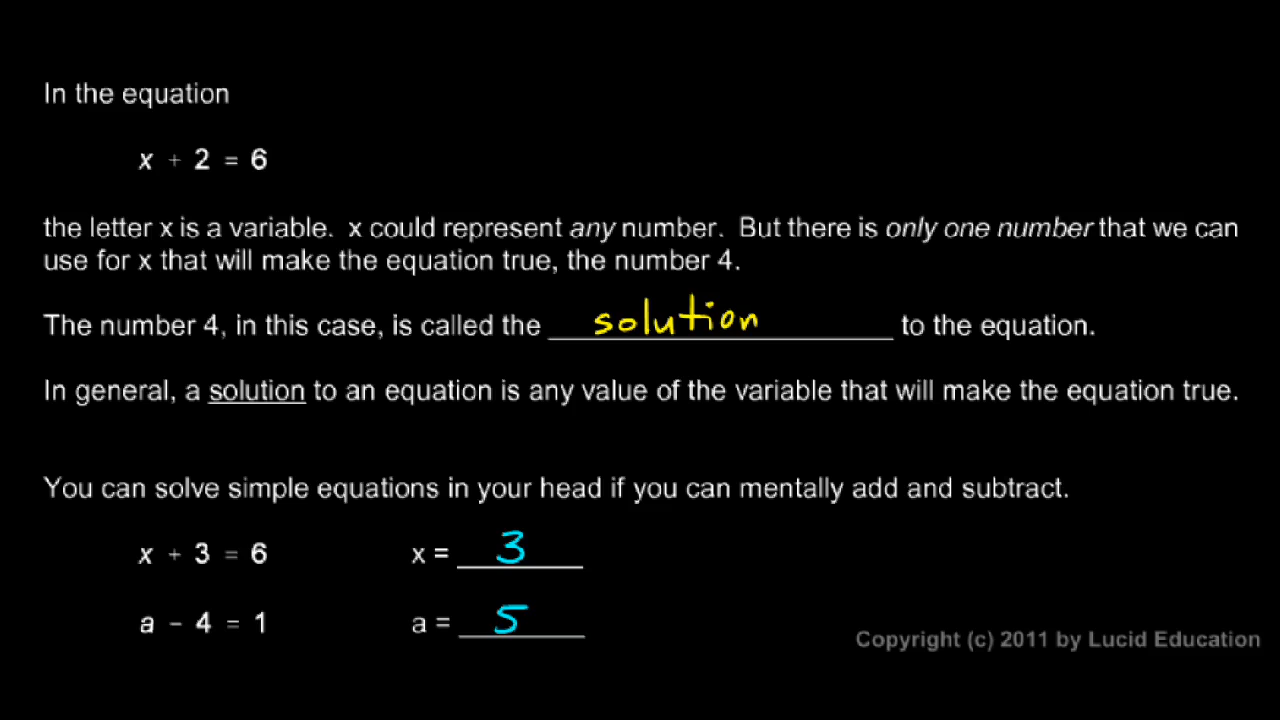 In the equation
x + 2 = 6
the letter x is a variable. x could represent any number. But there is only one number that we can
use for x that will make the equation true, the number 4.
The number 4, in this case, is called the solution to the equation.
In general, a solution to an equation is any value of the variable that will make the equation true.
You can solve simple equations in your head if you can mentally add and subtract.
x + 3 = 6 x = 3
a - 4 = 1 a = 5
Copyright (c) 2011 by Lucid Education